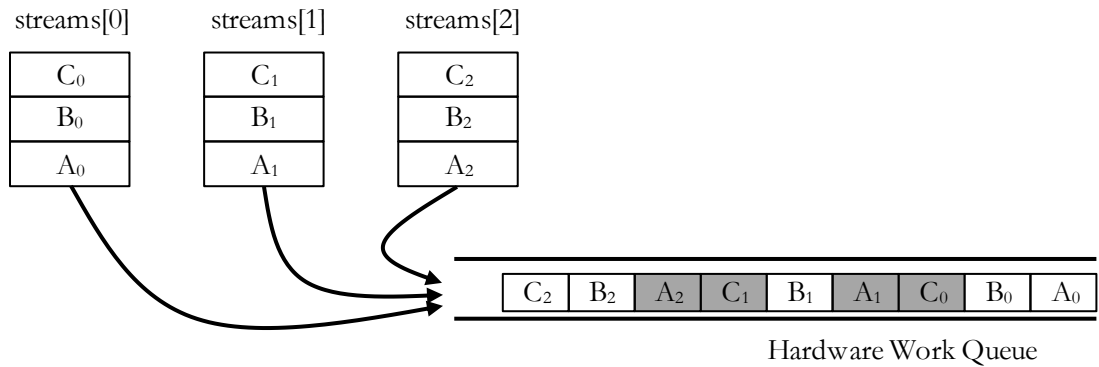 streams[0] streams[1] streams[2]
C₀ C₁ C₂
B₀ B₁ B₂
A₀ A₁ A₂
C₂ B₂ A₂ C₁ B₁ A₁ C₀ B₀ A₀
Hardware Work Queue